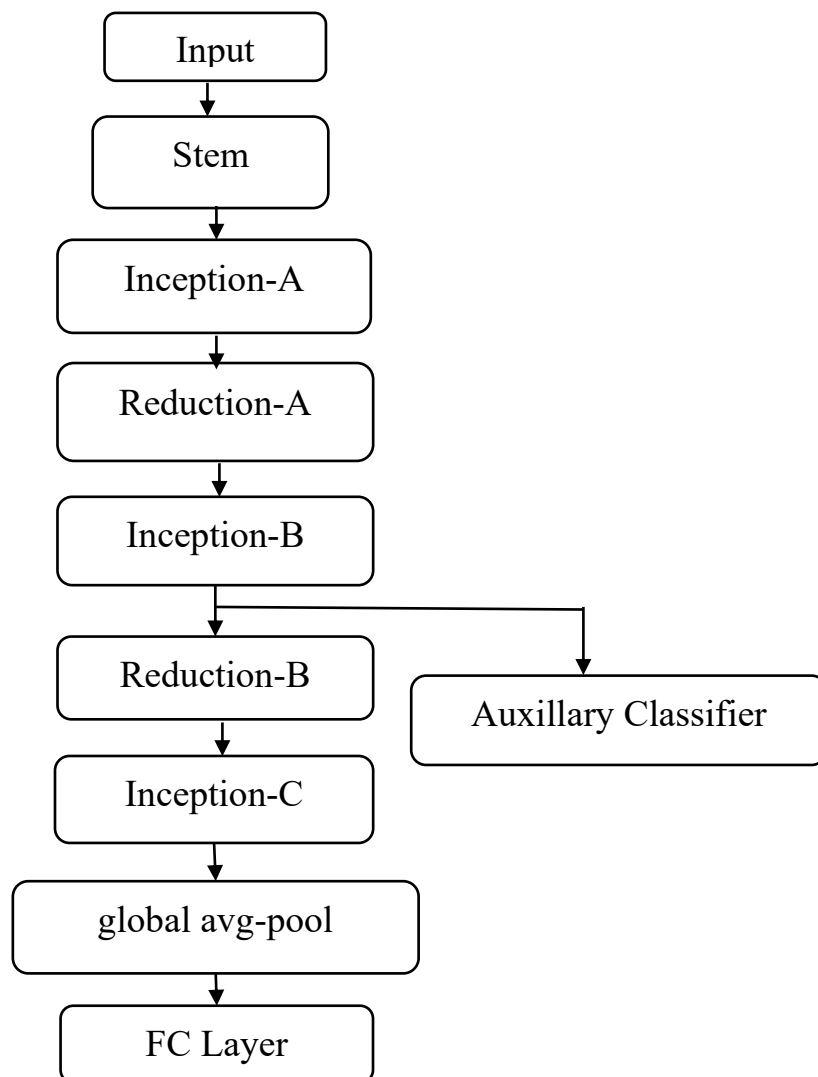 Input
Stem
Inception-A
Reduction-A
Inception-B
Reduction-B
Auxillary Classifier
Inception-C
global avg-pool
FC Layer